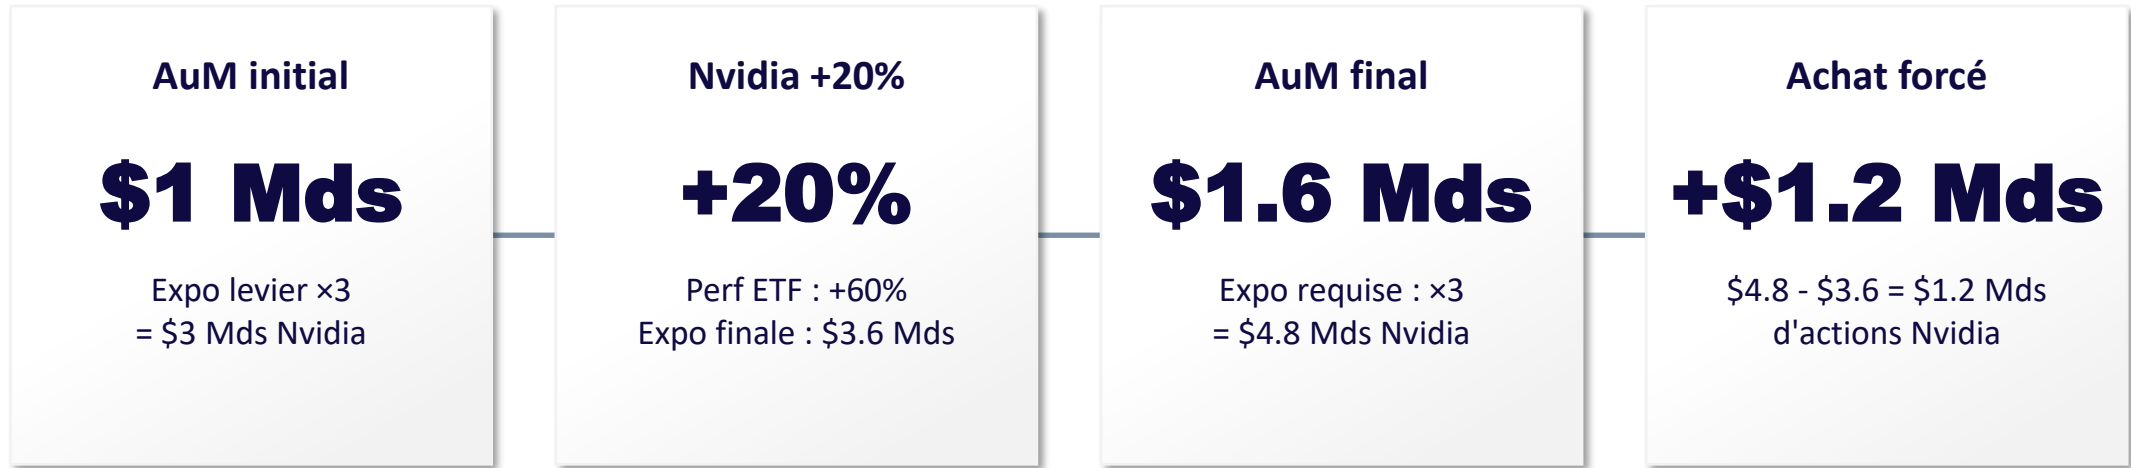 AuM initial
$1 Mds
Expo levier ×3
= $3 Mds Nvidia
Nvidia +20%
+20%
Perf ETF : +60%
Expo finale : $3.6 Mds
AuM final
$1.6 Mds
Expo requise : ×3
= $4.8 Mds Nvidia
Achat forcé
+$1.2 Mds
$4.8 - $3.6 = $1.2 Mds
d'actions Nvidia